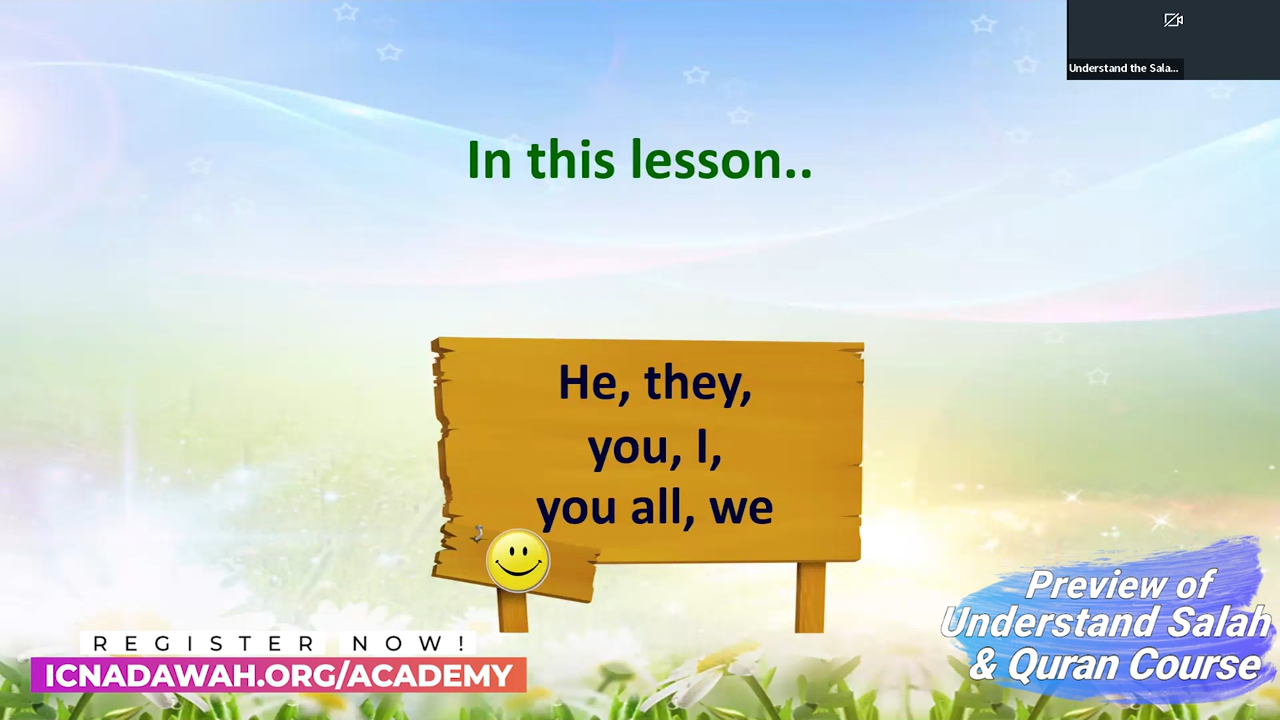 Understand the Sala...
In this lesson..
He, they,
you, I,
you all, we
Preview of
Understand Salah
& Quran Course
REGISTER NOW!
ICNADAWAH.ORG/ACADEMY